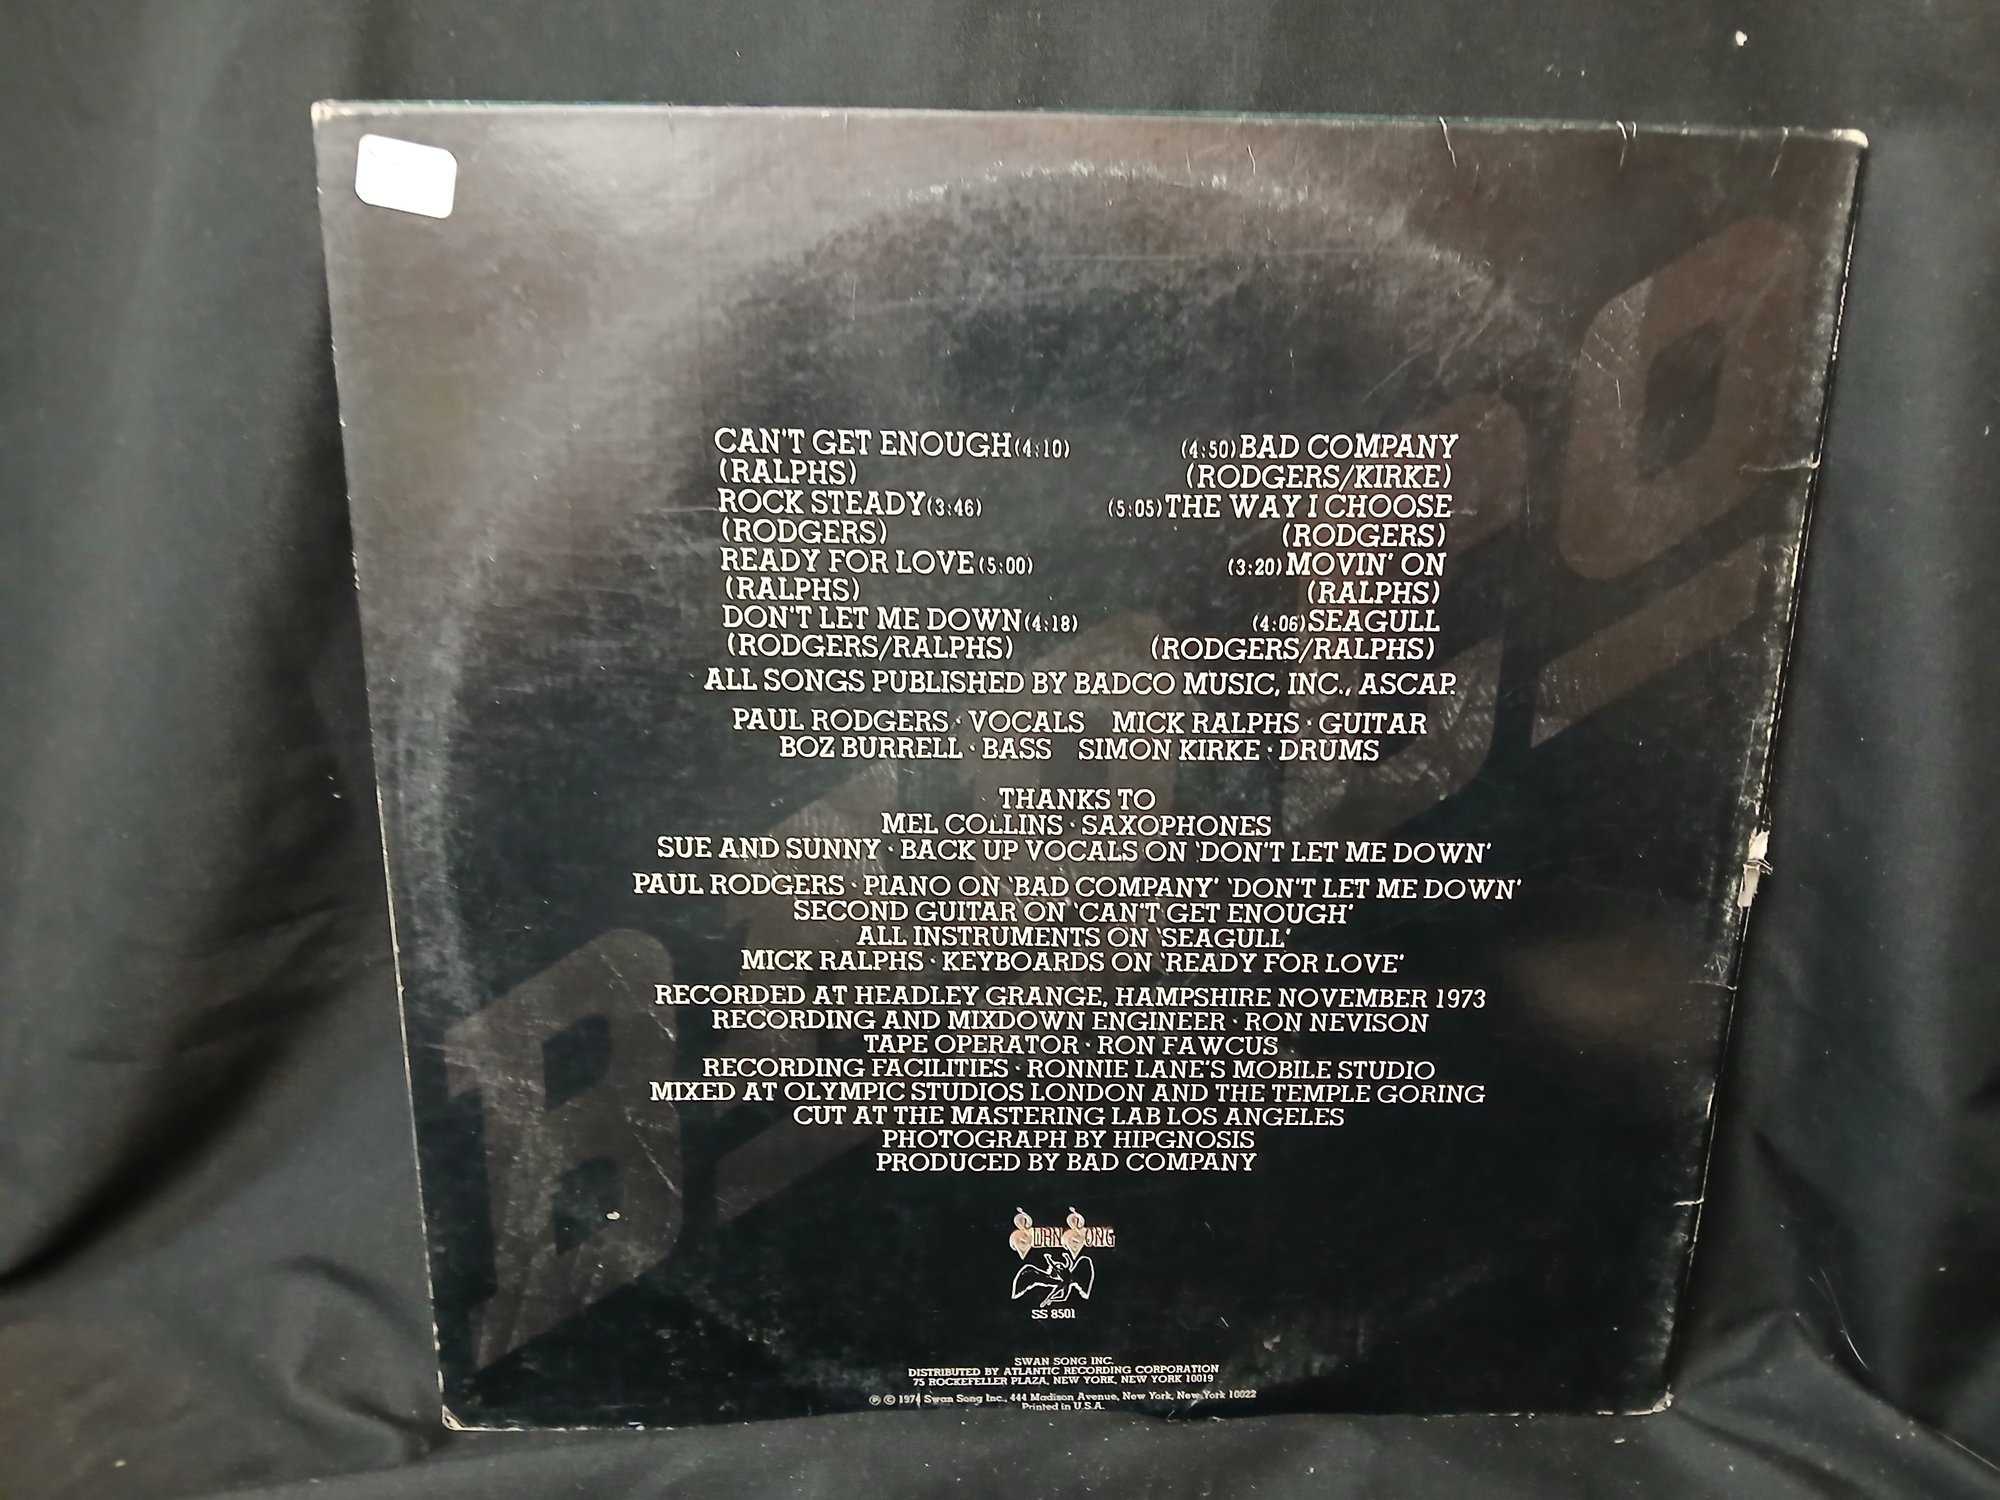 CAN'T GET ENOUGH (4:10)
(RALPHS)
ROCK STEADY (3:46)
(RODGERS)
READY FOR LOVE (5:00)
(RALPHS)
DON'T LET ME DOWN (4:18)
(RODGERS/RALPHS)
(4:50) BAD COMPANY
(RODGERS/KIRKE)
(5:05) THE WAY I CHOOSE
(RODGERS)
(3:20) MOVIN' ON
(RALPHS)
(4:06) SEAGULL
(RODGERS/RALPHS)
ALL SONGS PUBLISHED BY BADCO MUSIC, INC., ASCAP.
PAUL RODGERS · VOCALS MICK RALPHS · GUITAR
BOZ BURRELL · BASS SIMON KIRKE · DRUMS
THANKS TO
MEL COLLINS · SAXOPHONES
SUE AND SUNNY · BACK UP VOCALS ON 'DON'T LET ME DOWN'
PAUL RODGERS · PIANO ON 'BAD COMPANY' 'DON'T LET ME DOWN'
SECOND GUITAR ON 'CAN'T GET ENOUGH'
ALL INSTRUMENTS ON 'SEAGULL'
MICK RALPHS · KEYBOARDS ON 'READY FOR LOVE'
RECORDED AT HEADLEY GRANGE, HAMPSHIRE NOVEMBER 1973
RECORDING AND MIXDOWN ENGINEER · RON NEVISON
TAPE OPERATOR · RON FAWCUS
RECORDING FACILITIES · RONNIE LANE'S MOBILE STUDIO
MIXED AT OLYMPIC STUDIOS LONDON AND THE TEMPLE GORING
CUT AT THE MASTERING LAB LOS ANGELES
PHOTOGRAPH BY HIPGNOSIS
PRODUCED BY BAD COMPANY
SWAN SONG
SS 8501
SWAN SONG INC.
DISTRIBUTED BY ATLANTIC RECORDING CORPORATION
75 ROCKEFELLER PLAZA, NEW YORK, NEW YORK 10019
℗ © 1974 Swan Song Inc., 444 Madison Avenue, New York, New York 10022
Printed in U.S.A.